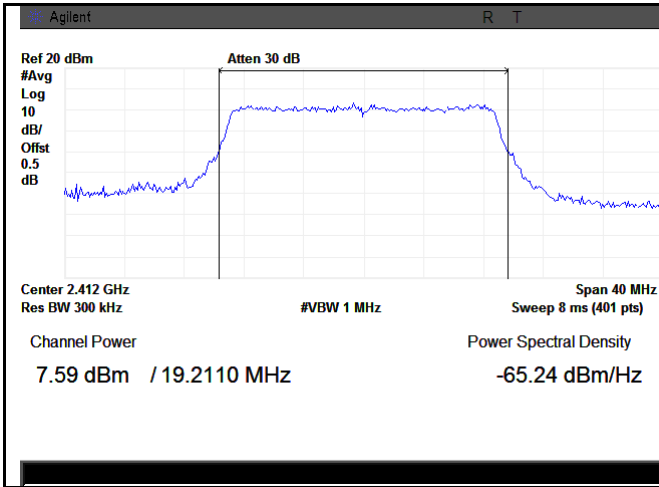 Agilent R T
Ref 20 dBm Atten 30 dB
#Avg
Log
10
dB/
Offst
0.5
dB
Center 2.412 GHz Span 40 MHz
Res BW 300 kHz #VBW 1 MHz Sweep 8 ms (401 pts)
Channel Power Power Spectral Density
7.59 dBm / 19.2110 MHz -65.24 dBm/Hz